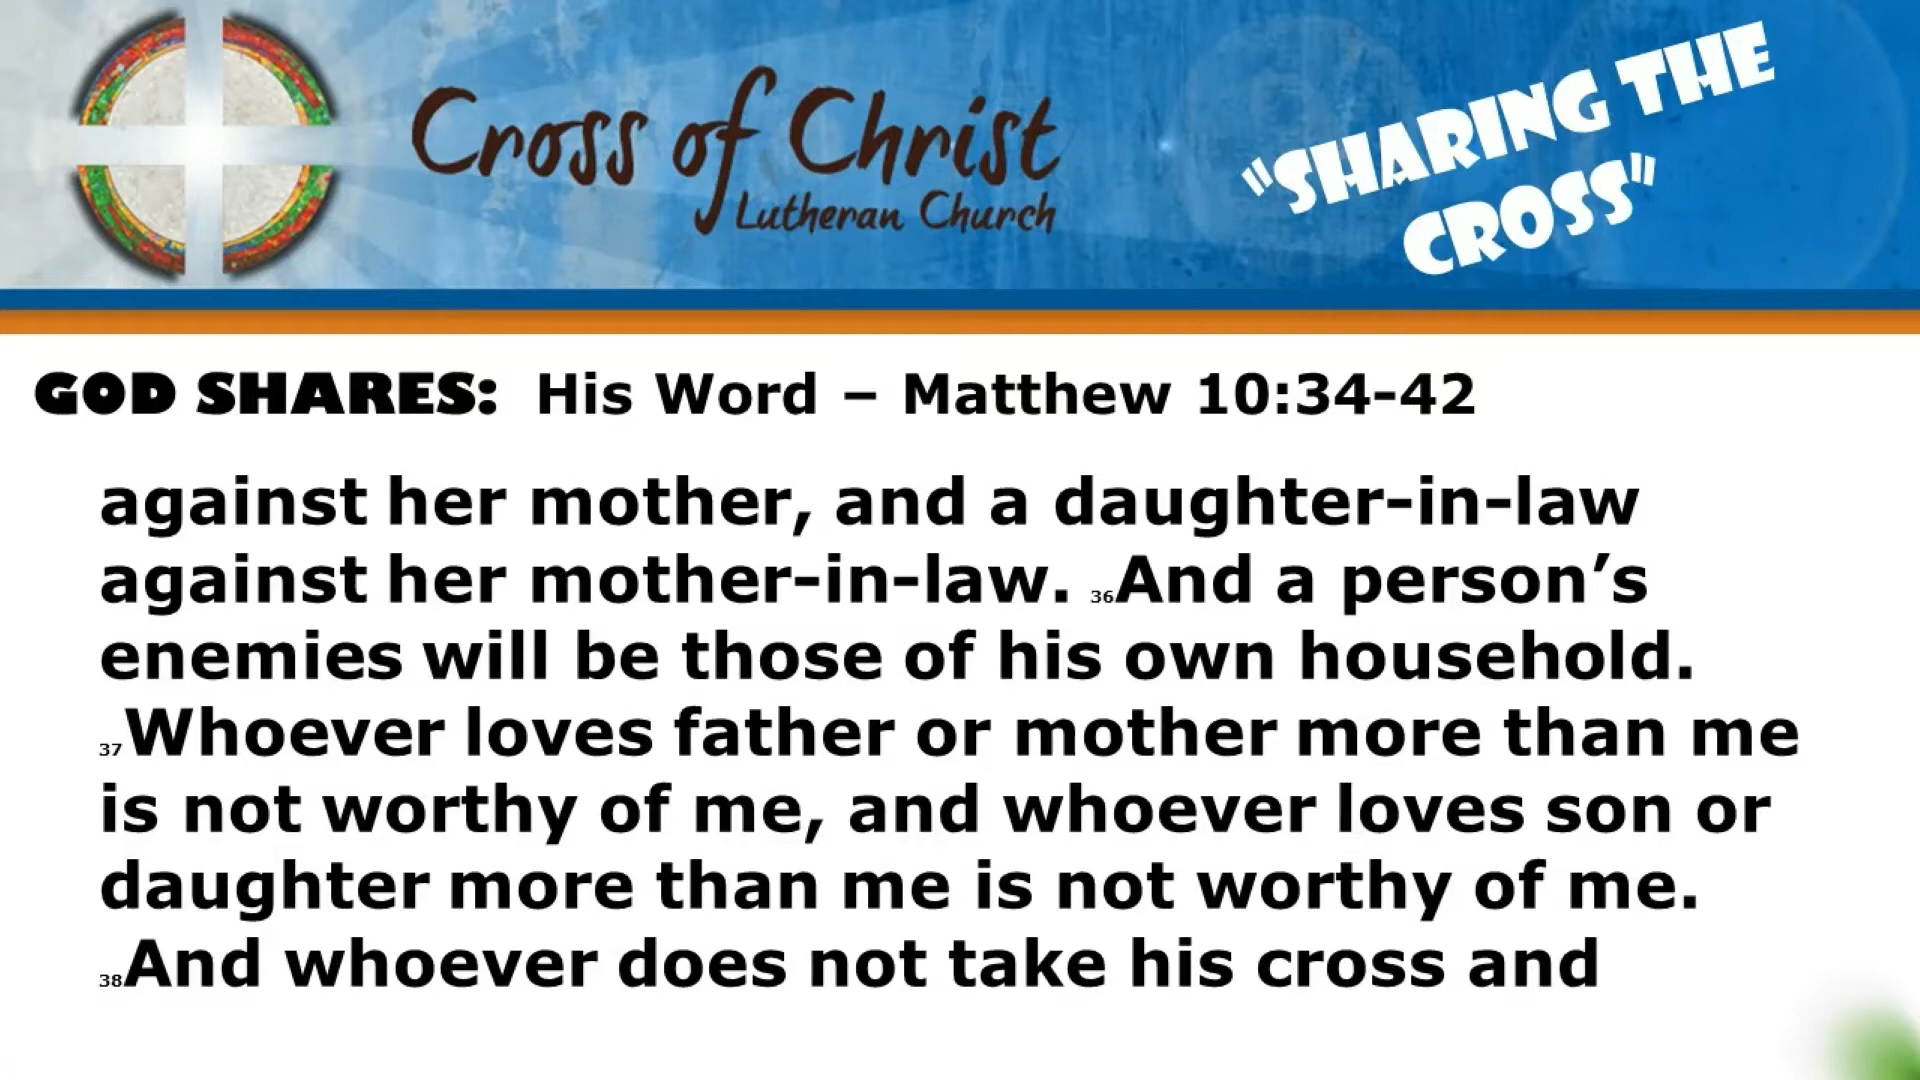 Cross of Christ
Lutheran Church
"SHARING THE
CROSS"
GOD SHARES: His Word – Matthew 10:34-42
against her mother, and a daughter-in-law
against her mother-in-law. 36And a person’s
enemies will be those of his own household.
37Whoever loves father or mother more than me
is not worthy of me, and whoever loves son or
daughter more than me is not worthy of me.
38And whoever does not take his cross and